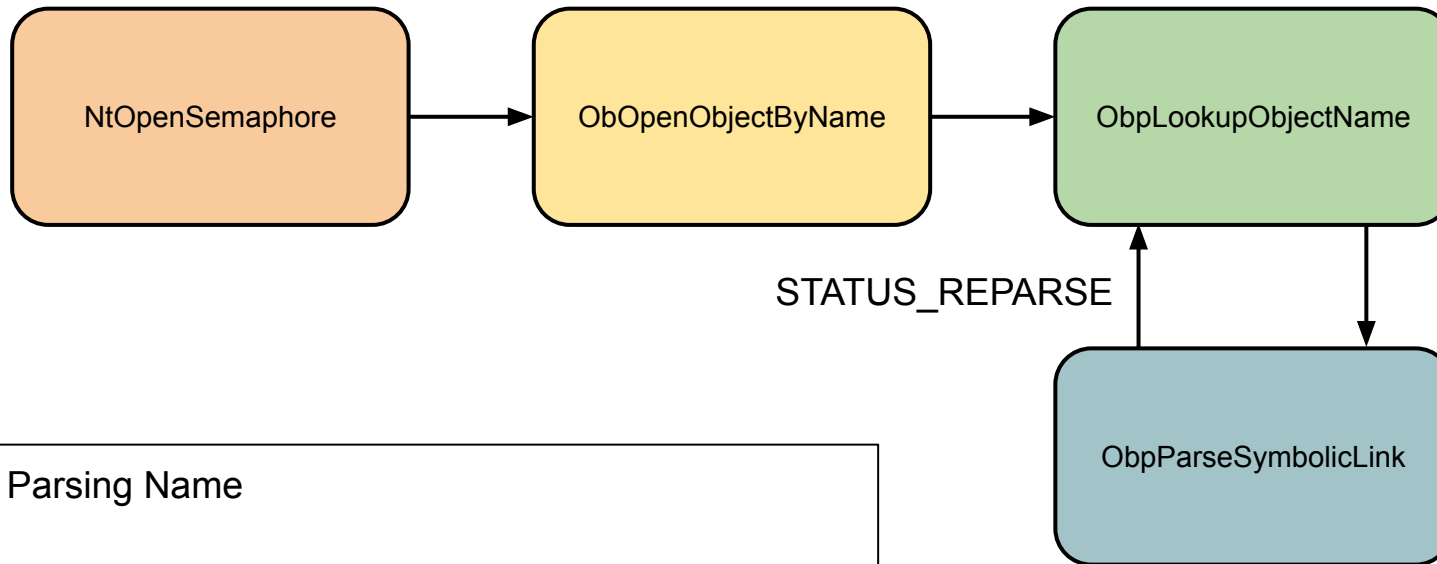 NtOpenSemaphore
ObOpenObjectByName
ObpLookupObjectName
STATUS_REPARSE
ObpParseSymbolicLink
Parsing Name